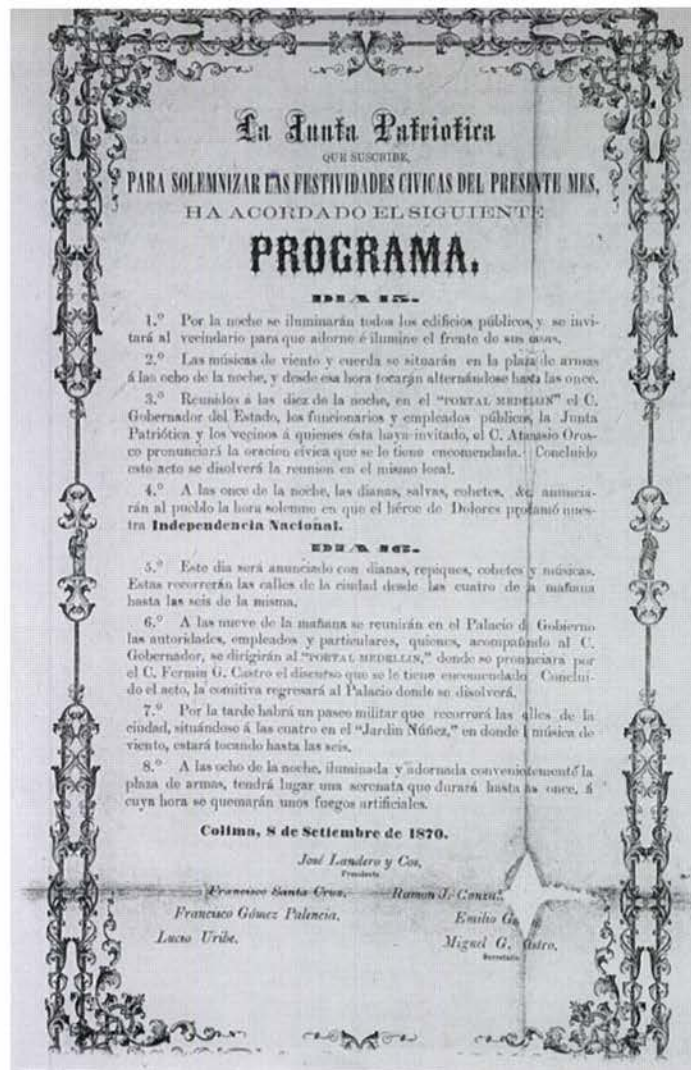 La Junta Patriotica
QUE SUSCRIBE,
PARA SOLEMNIZAR LAS FESTIVIDADES CIVICAS DEL PRESENTE MES,
HA ACORDADO EL SIGUIENTE
PROGRAMA.
DIA 15.
1.º Por la noche se iluminarán todos los edificios públicos, y se invi-
tará al vecindario para que adorne é ilumine el frente de sus casas.
2.º Las músicas de viento y cuerda se situarán en la plaza de armas
á las ocho de la noche, y desde esa hora tocarán alternándose hasta las once.
3.º Reunidos a las diez de la noche, en el "PORTAL MEDELLIN" el C.
Gobernador del Estado, los funcionarios y empleados públicos, la Junta
Patriótica y los vecinos á quienes ésta haya invitado, el C. Atanasio Oros-
co pronunciará la oracion cívica que se le tiene encomendada. Concluido
esto acto se disolverá la reunion en el mismo local.
4.º A las once de la noche, las dianas, salvas, cohetes, &c. anuncia-
rán al pueblo la hora solemne en que el héroe de Dolores proclamó nues-
tra Independencia Nacional.
DIA 16.
5.º Este dia será anunciado con dianas, repiques, cohetes y músicas.
Estas recorrerán las calles de la ciudad desde las cuatro de a mañana
hasta las seis de la misma.
6.º A las nueve de la mañana se reunirán en el Palacio d Gobierno
las autoridades, empleados y particulares, quienes, acompañando al C.
Gobernador, se dirigirán al "PORTAL MEDELLIN," donde se pronunciara por
el C. Fermin G. Castro el discurso que se le tiene encomendado Conclui-
do el acto, la comitiva regresará al Palacio donde se disolverá.
7.º Por la tarde habrá un paseo militar que recorrerá las alles de la
ciudad, situándose á las cuatro en el "Jardin Núñez," en donde l música de
viento, estará tocando hasta las seis.
8.º A las ocho de la noche, iluminada y adornada convenientemente la
plaza de armas, tendrá lugar una serenata que durará hasta as once, á
cuya hora se quemarán unos fuegos artificiales.
Colima, 8 de Setiembre de 1870.
José Landero y Cos,
Presidente
Francisco Santa Cruz. Ramon J.
Francisco Gómez Palencia. Emilio G
Lucio Uribe. Miguel G. astro,
Secretario